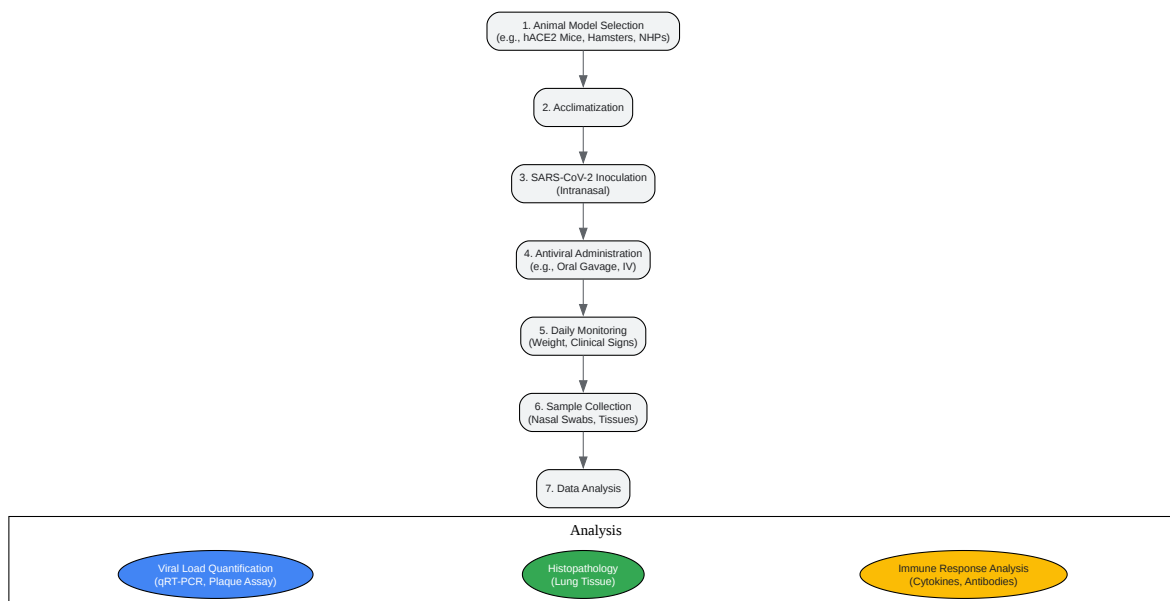 1. Animal Model Selection
(e.g., hACE2 Mice, Hamsters, NHPs)
2. Acclimatization
3. SARS-CoV-2 Inoculation
(Intranasal)
4. Antiviral Administration
(e.g., Oral Gavage, IV)
5. Daily Monitoring
(Weight, Clinical Signs)
6. Sample Collection
(Nasal Swabs, Tissues)
7. Data Analysis
Analysis
Viral Load Quantification
(qRT-PCR, Plaque Assay)
Histopathology
(Lung Tissue)
Immune Response Analysis
(Cytokines, Antibodies)